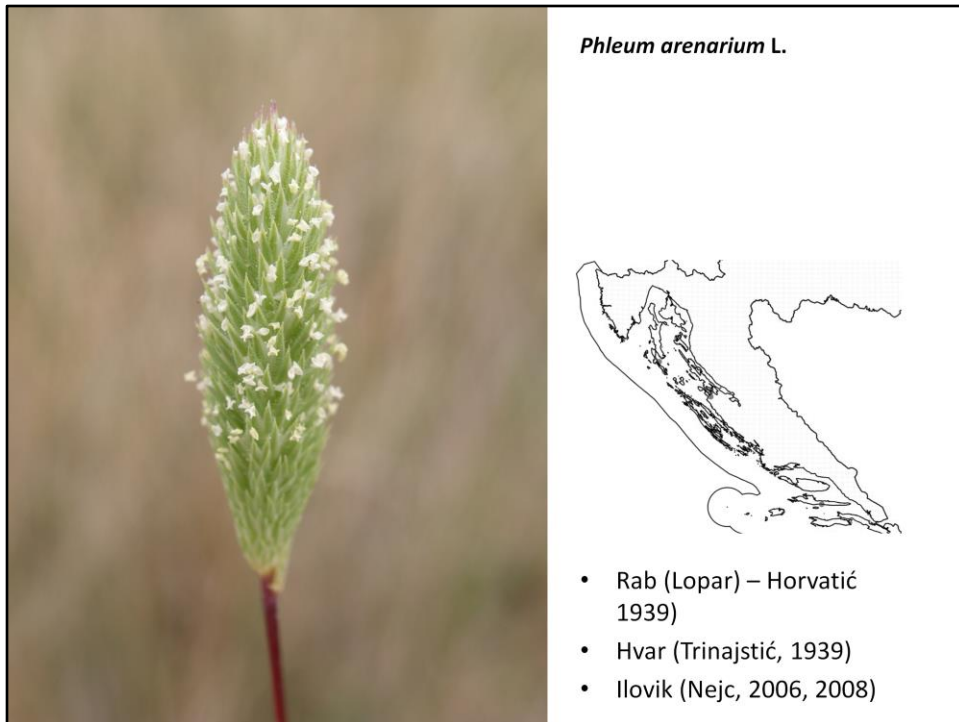 Phleum arenarium L.
• Rab (Lopar) – Horvatić
1939)
• Hvar (Trinajstić, 1939)
• Ilovik (Nejc, 2006, 2008)